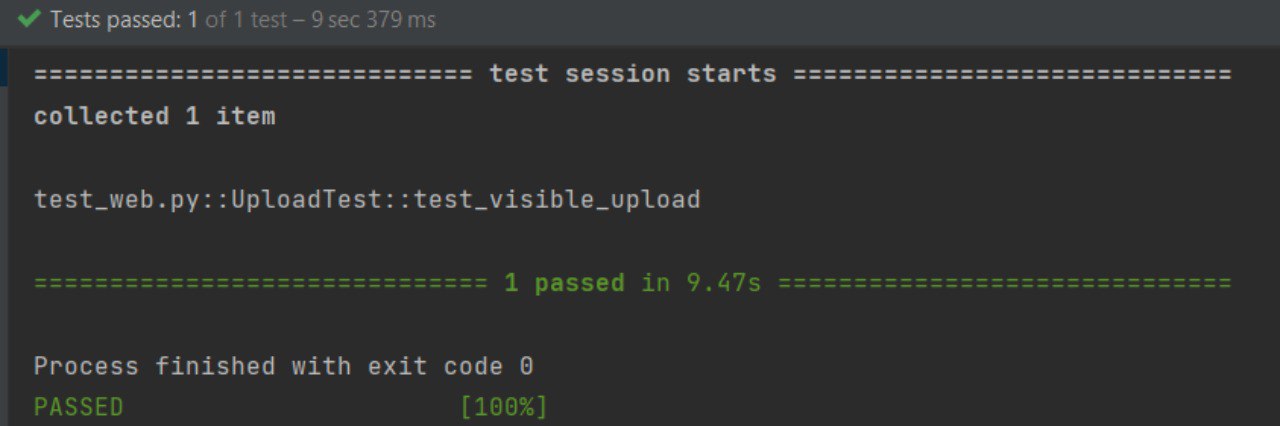 Tests passed: 1 of 1 test – 9 sec 379 ms
============================= test session starts =============================
collected 1 item
test_web.py::UploadTest::test_visible_upload
============================== 1 passed in 9.47s ==============================
Process finished with exit code 0
PASSED [100%]